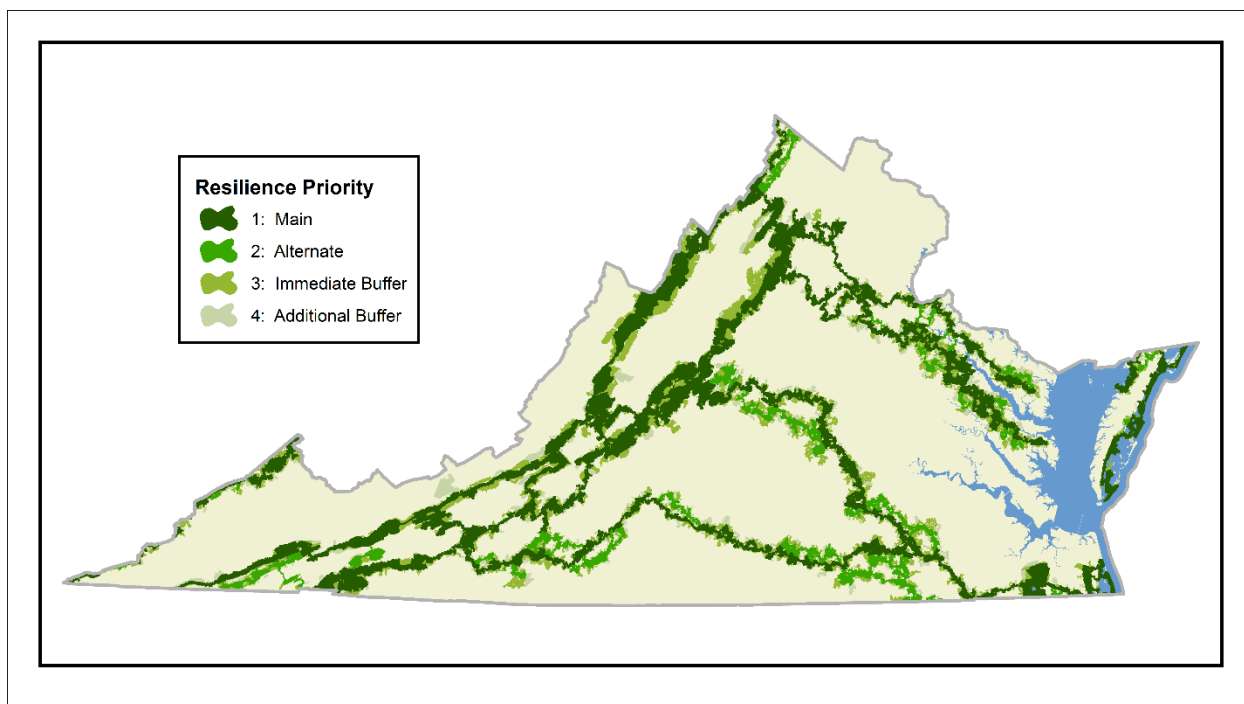 Resilience Priority
1: Main
2: Alternate
3: Immediate Buffer
4: Additional Buffer